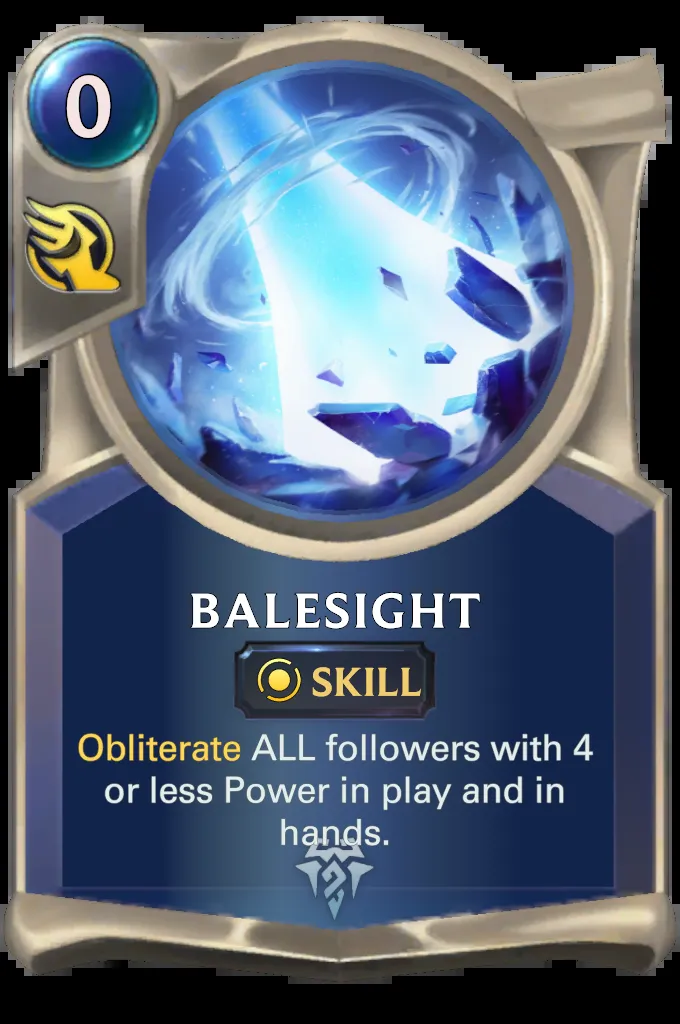 0
BALESIGHT
SKILL
Obliterate ALL followers with 4
or less Power in play and in
hands.